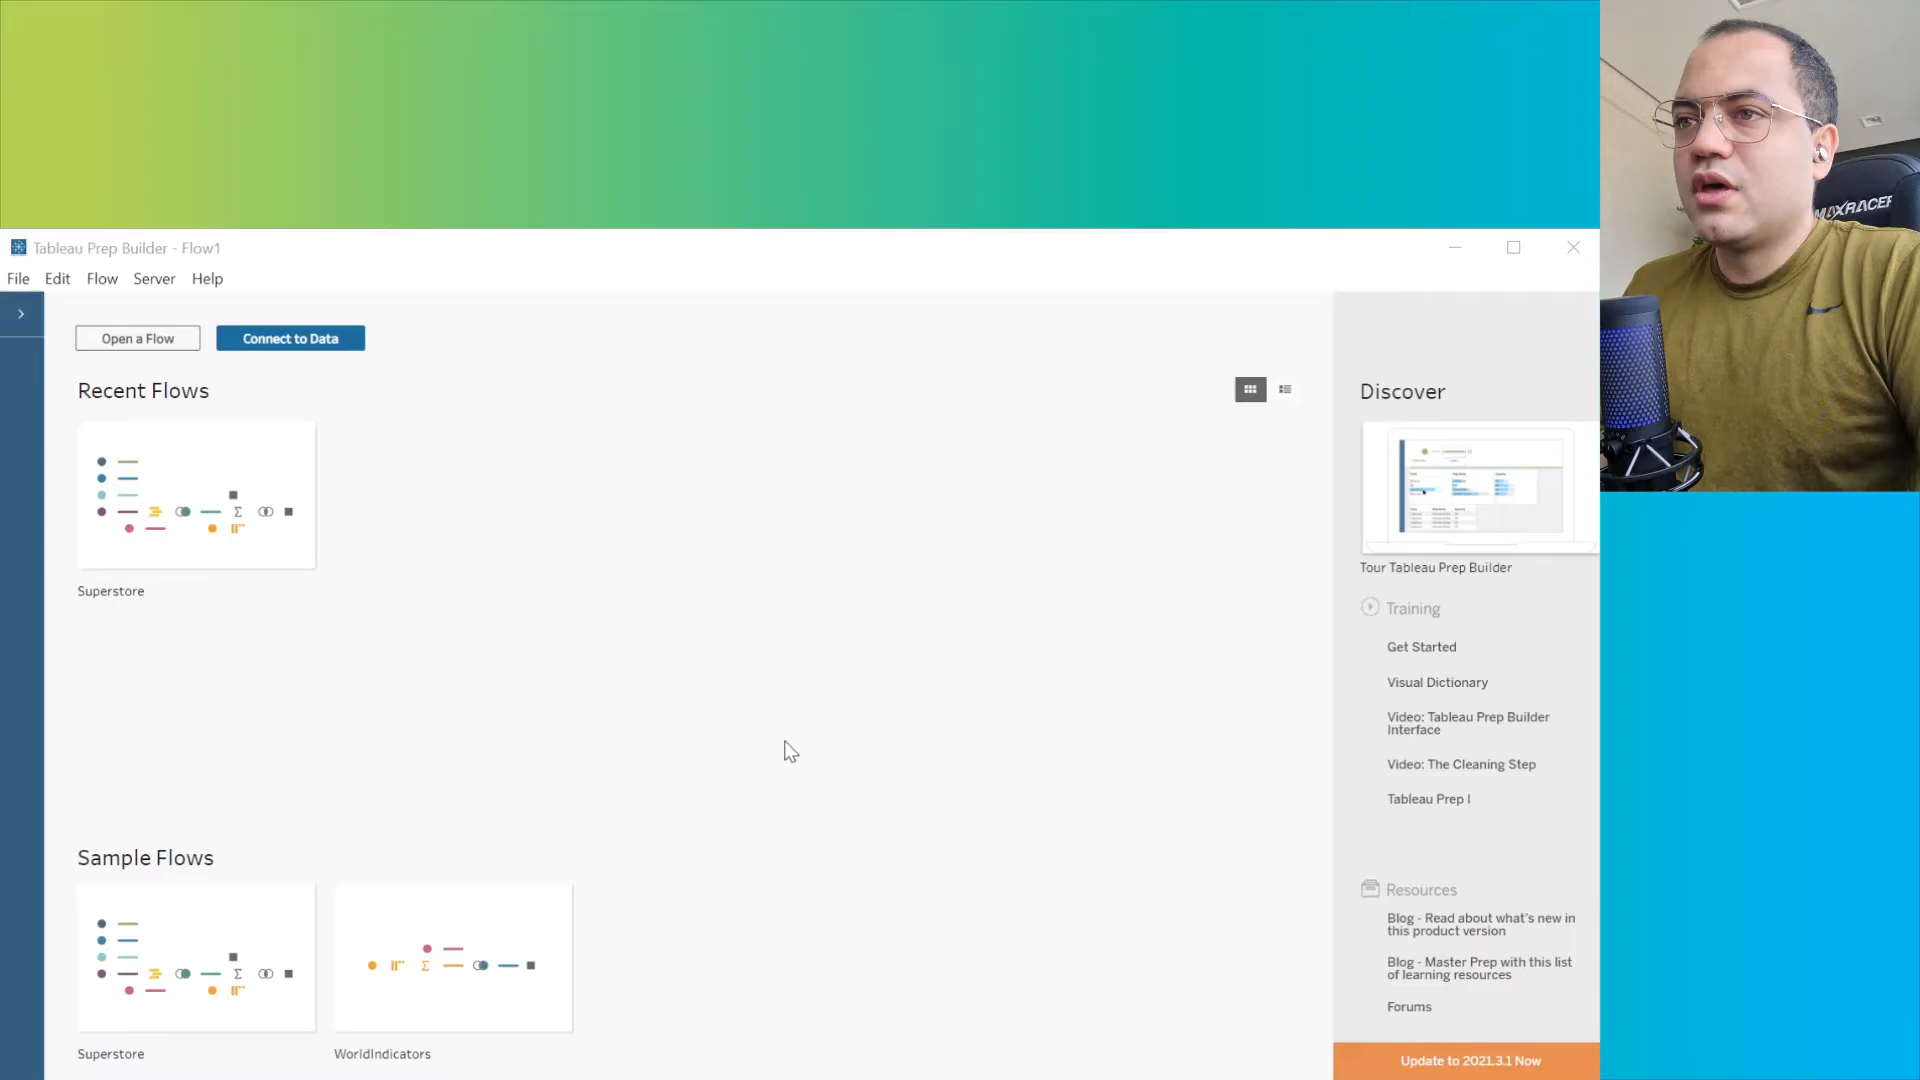 Tableau Prep Builder - Flow1
File Edit Flow Server Help
Open a Flow Connect to Data
Recent Flows
Superstore
Sample Flows
Superstore WorldIndicators
Discover
Tour Tableau Prep Builder
Training
Get Started
Visual Dictionary
Video: Tableau Prep Builder
Interface
Video: The Cleaning Step
Tableau Prep I
Resources
Blog - Read about what's new in
this product version
Blog - Master Prep with this list
of learning resources
Forums
Update to 2021.3.1 Now
MAXRACER